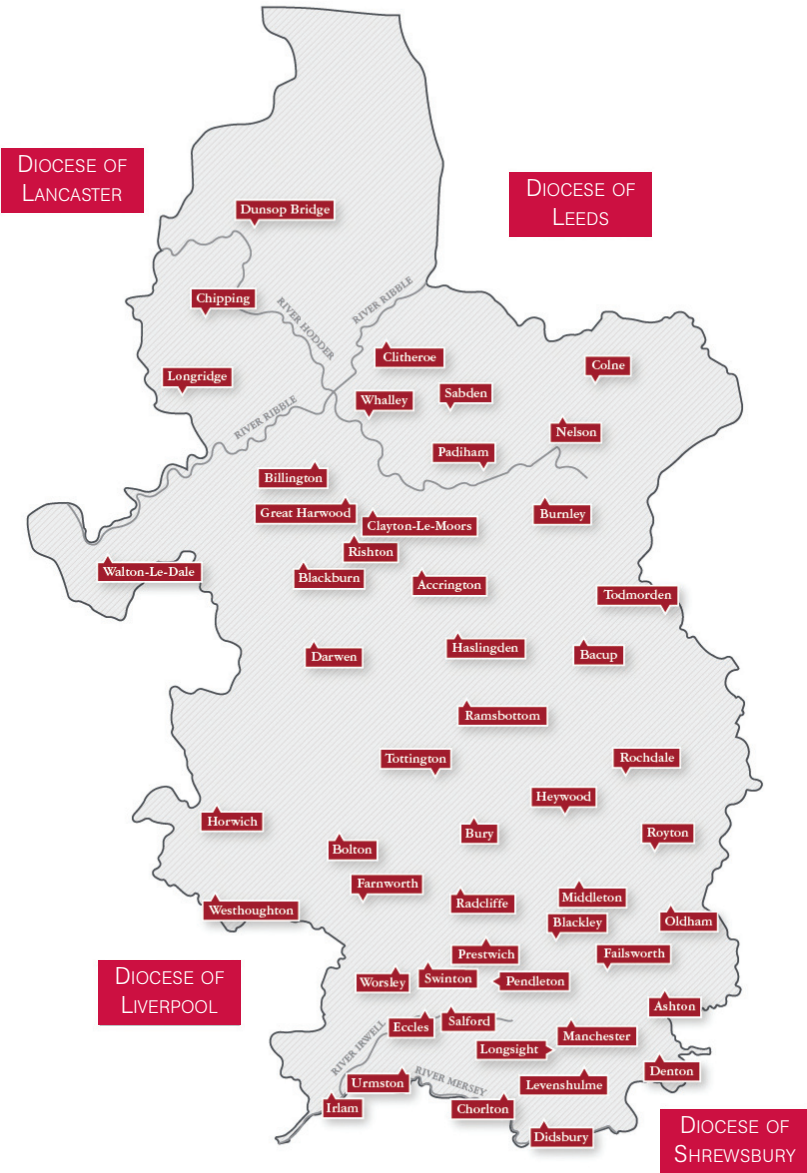 DIOCESE OF
LANCASTER
DIOCESE OF
LEEDS
Dunsop Bridge
Chipping
RIVER HODDER
RIVER RIBBLE
Clitheroe
Colne
Longridge
Whalley
Sabden
RIVER RIBBLE
Nelson
Padiham
Billington
Great Harwood
Clayton-Le-Moors
Burnley
Rishton
Walton-Le-Dale
Blackburn
Accrington
Todmorden
Darwen
Haslingden
Bacup
Ramsbottom
Tottington
Rochdale
Heywood
Horwich
Bury
Royton
Bolton
Farnworth
Middleton
Westhoughton
Radcliffe
Blackley
Oldham
Prestwich
Failsworth
DIOCESE OF
LIVERPOOL
Worsley
Swinton
Pendleton
Ashton
Eccles
Salford
Manchester
Longsight
RIVER IRWELL
Denton
Urmston
RIVER MERSEY
Levenshulme
Irlam
Chorlton
Didsbury
DIOCESE OF
SHREWSBURY